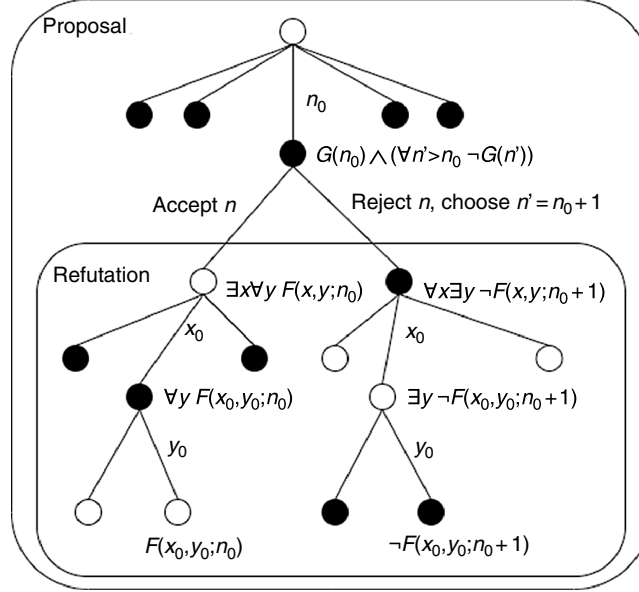 Proposal
n₀
G(n₀) ∧ (∀n'>n₀ ¬G(n'))
Accept n
Reject n, choose n' = n₀ + 1
Refutation
∃x∀y F(x,y;n₀)
∀x∃y ¬F(x,y;n₀+1)
x₀
x₀
∀y F(x₀,y₀;n₀)
∃y ¬F(x₀,y₀;n₀+1)
y₀
y₀
F(x₀,y₀;n₀)
¬F(x₀,y₀;n₀+1)